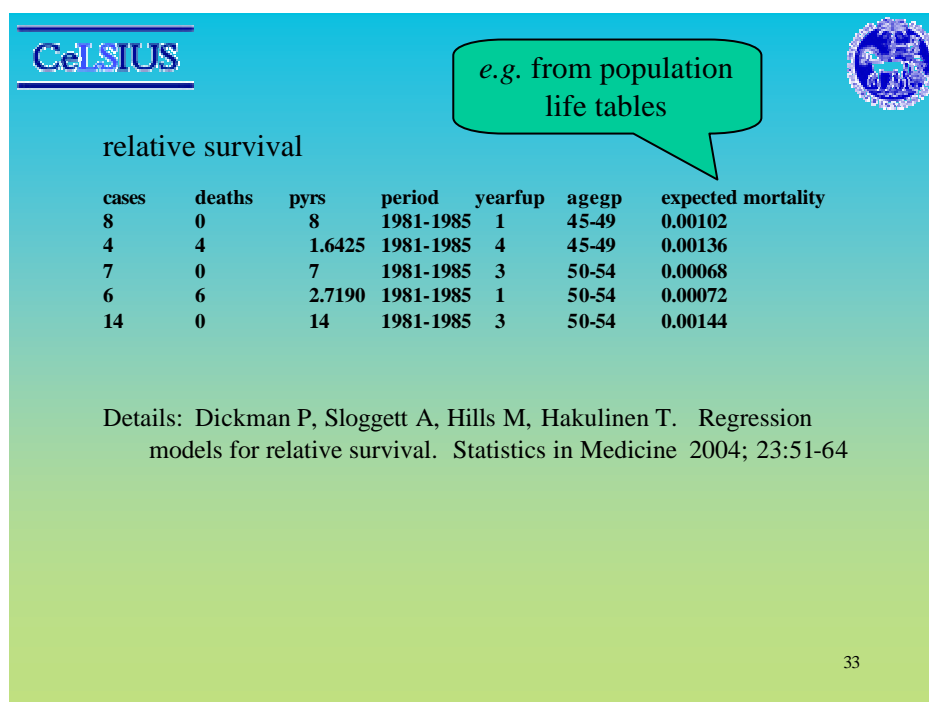 CeLSIUS
e.g. from population
life tables
relative survival
cases deaths pyrs period yearfup agegp expected mortality
8 0 8 1981-1985 1 45-49 0.00102
4 4 1.6425 1981-1985 4 45-49 0.00136
7 0 7 1981-1985 3 50-54 0.00068
6 6 2.7190 1981-1985 1 50-54 0.00072
14 0 14 1981-1985 3 50-54 0.00144
Details: Dickman P, Sloggett A, Hills M, Hakulinen T. Regression
models for relative survival. Statistics in Medicine 2004; 23:51-64
33